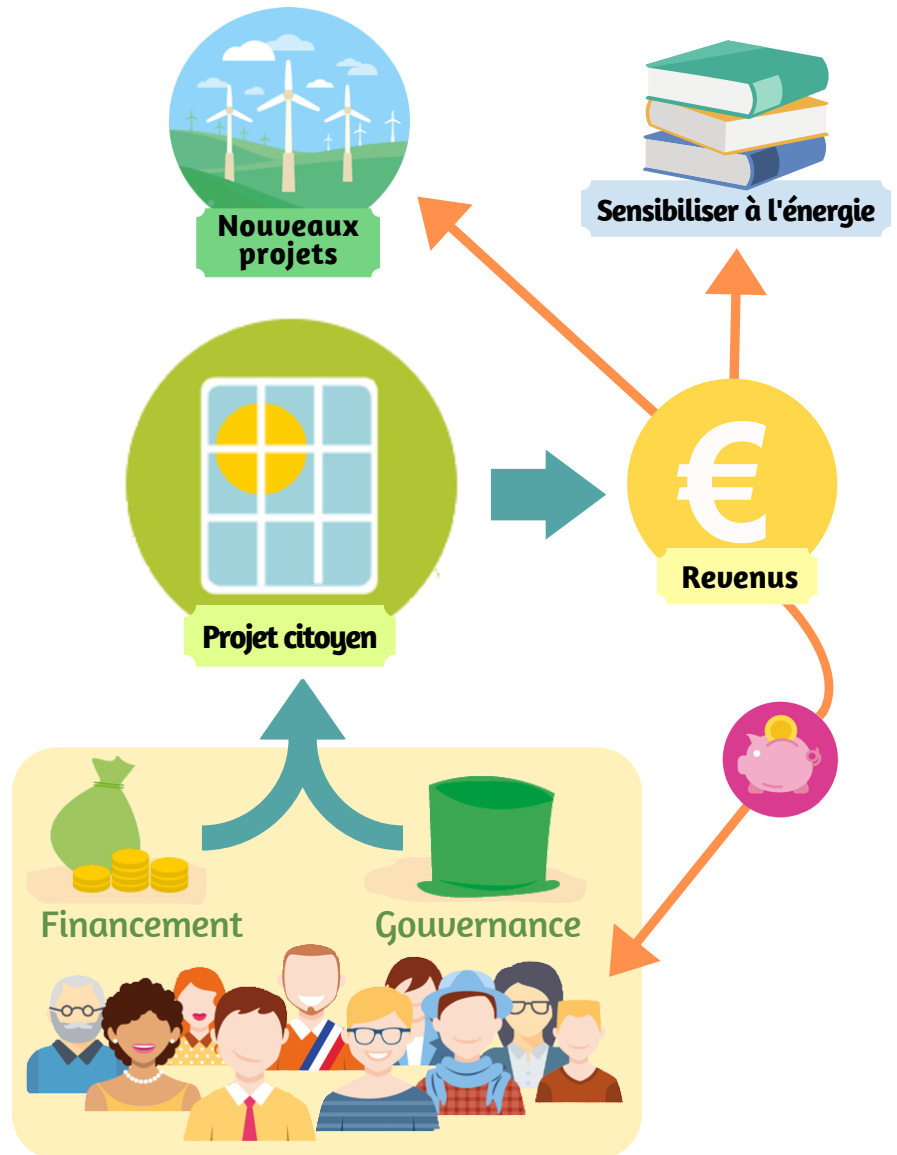 Nouveaux
projets
Sensibiliser à l'énergie
€
Revenus
Projet citoyen
Financement
Gouvernance